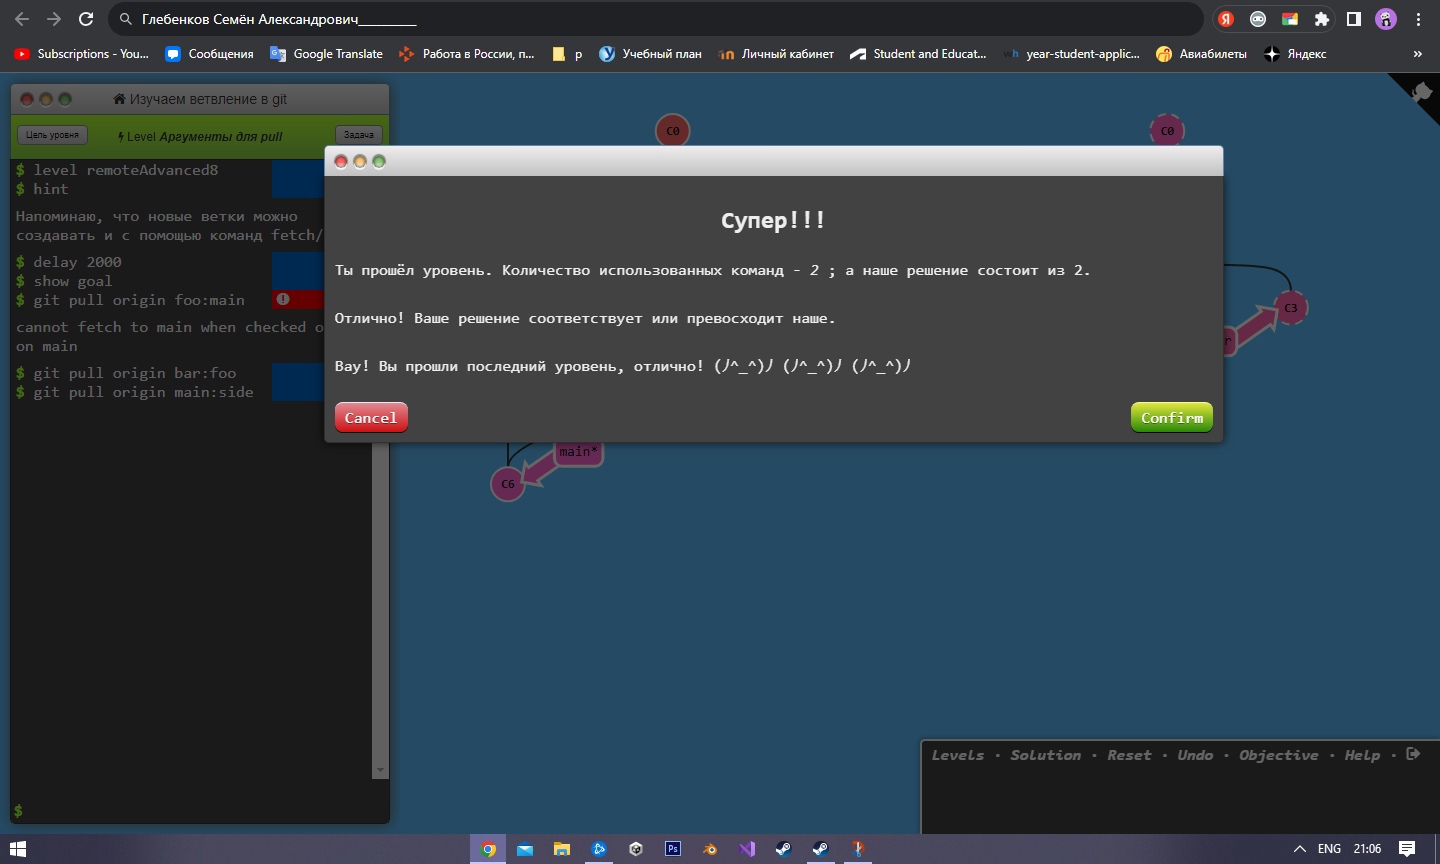 Глебенков Семён Александрович_________
Subscriptions - You...
Сообщения
Google Translate
Работа в России, п...
р
Учебный план
Личный кабинет
Student and Educat...
wh year-student-applic...
Авиабилеты
Яндекс
»
Изучаем ветвление в git
Цель уровня
Level Аргументы для pull
Задача
$ level remoteAdvanced8
$ hint
Напоминаю, что новые ветки можно
создавать и с помощью команд fetch/
$ delay 2000
$ show goal
$ git pull origin foo:main
cannot fetch to main when checked o
on main
$ git pull origin bar:foo
$ git pull origin main:side
$
C0
C0
Супер!!!
Ты прошёл уровень. Количество использованных команд - 2 ; а наше решение состоит из 2.
Отлично! Ваше решение соответствует или превосходит наше.
Вау! Вы прошли последний уровень, отлично! (ﾉ^_^)ﾉ (ﾉ^_^)ﾉ (ﾉ^_^)ﾉ
Cancel
Confirm
C3
r
main*
C6
Levels · Solution · Reset · Undo · Objective · Help ·
Ps
ENG
21:06